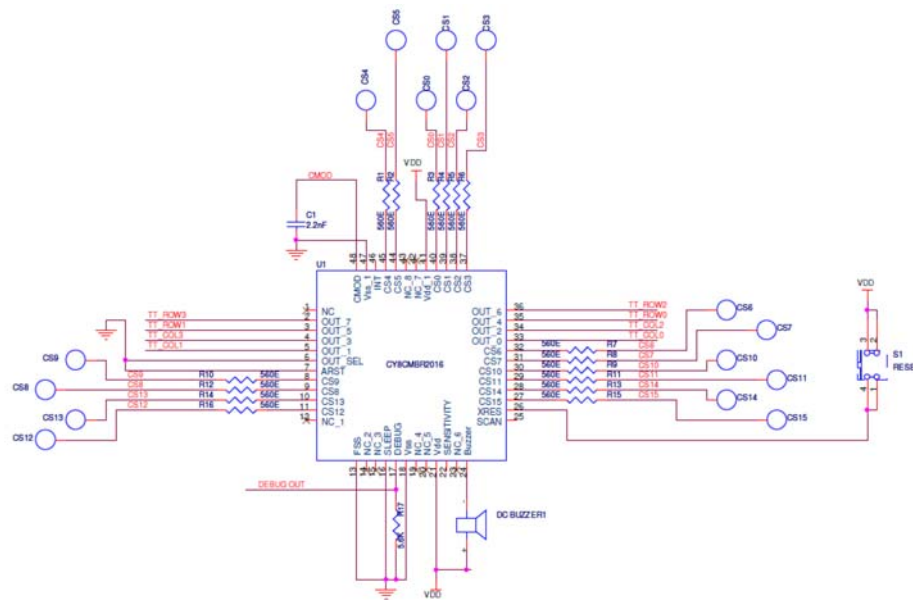 CS5
CS1
CS3
CS4
CS0
CS2
CS4
CS5
CS0
CS1
CS2
CS3
VDD
CMOD
R1
R2
R3
R4
R5
R6
C1
2.2nF
560E
560E
560E
560E
560E
560E
48
47
46
45
44
43
42
41
40
39
38
37
U1
CMOD
Vss_1
INT
CS4
CS5
NC_8
NC_7
Vdd_1
CS0
CS1
CS2
CS3
TT_ROW3
TT_ROW1
TT_COL3
TT_COL1
1
2
3
4
5
6
7
8
9
10
11
12
NC
OUT_7
OUT_5
OUT_3
OUT_1
OUT_SEL
ARST
CS9
CS8
CS13
CS12
NC_1
CY8CMBR2016
OUT_6
OUT_4
OUT_2
OUT_0
CS6
CS7
CS10
CS11
CS14
CS15
XRES
SCAN
36
35
34
33
32
31
30
29
28
27
26
25
TT_ROW2
TT_ROW0
TT_COL2
TT_COL0
560E R7 CS6
560E R8 CS7
560E R9 CS10
560E R11 CS11
560E R13 CS14
560E R15 CS15
CS6
CS7
CS10
CS11
CS14
CS15
VDD
3
2
4
1
S1
RESE
CS9
CS8
CS13
CS12
CS9 R10 560E
CS8 R12 560E
CS13 R14 560E
CS12 R16 560E
FSS
NC_2
NC_3
SLEEP
DEBUG
Vss
NC_4
NC_5
Vdd
SENSITIVITY
NC_6
Buzzer
13
14
15
16
17
18
19
20
21
22
23
24
DEBUG OUT
R17
5.6K
-
DC BUZZER1
+
VDD